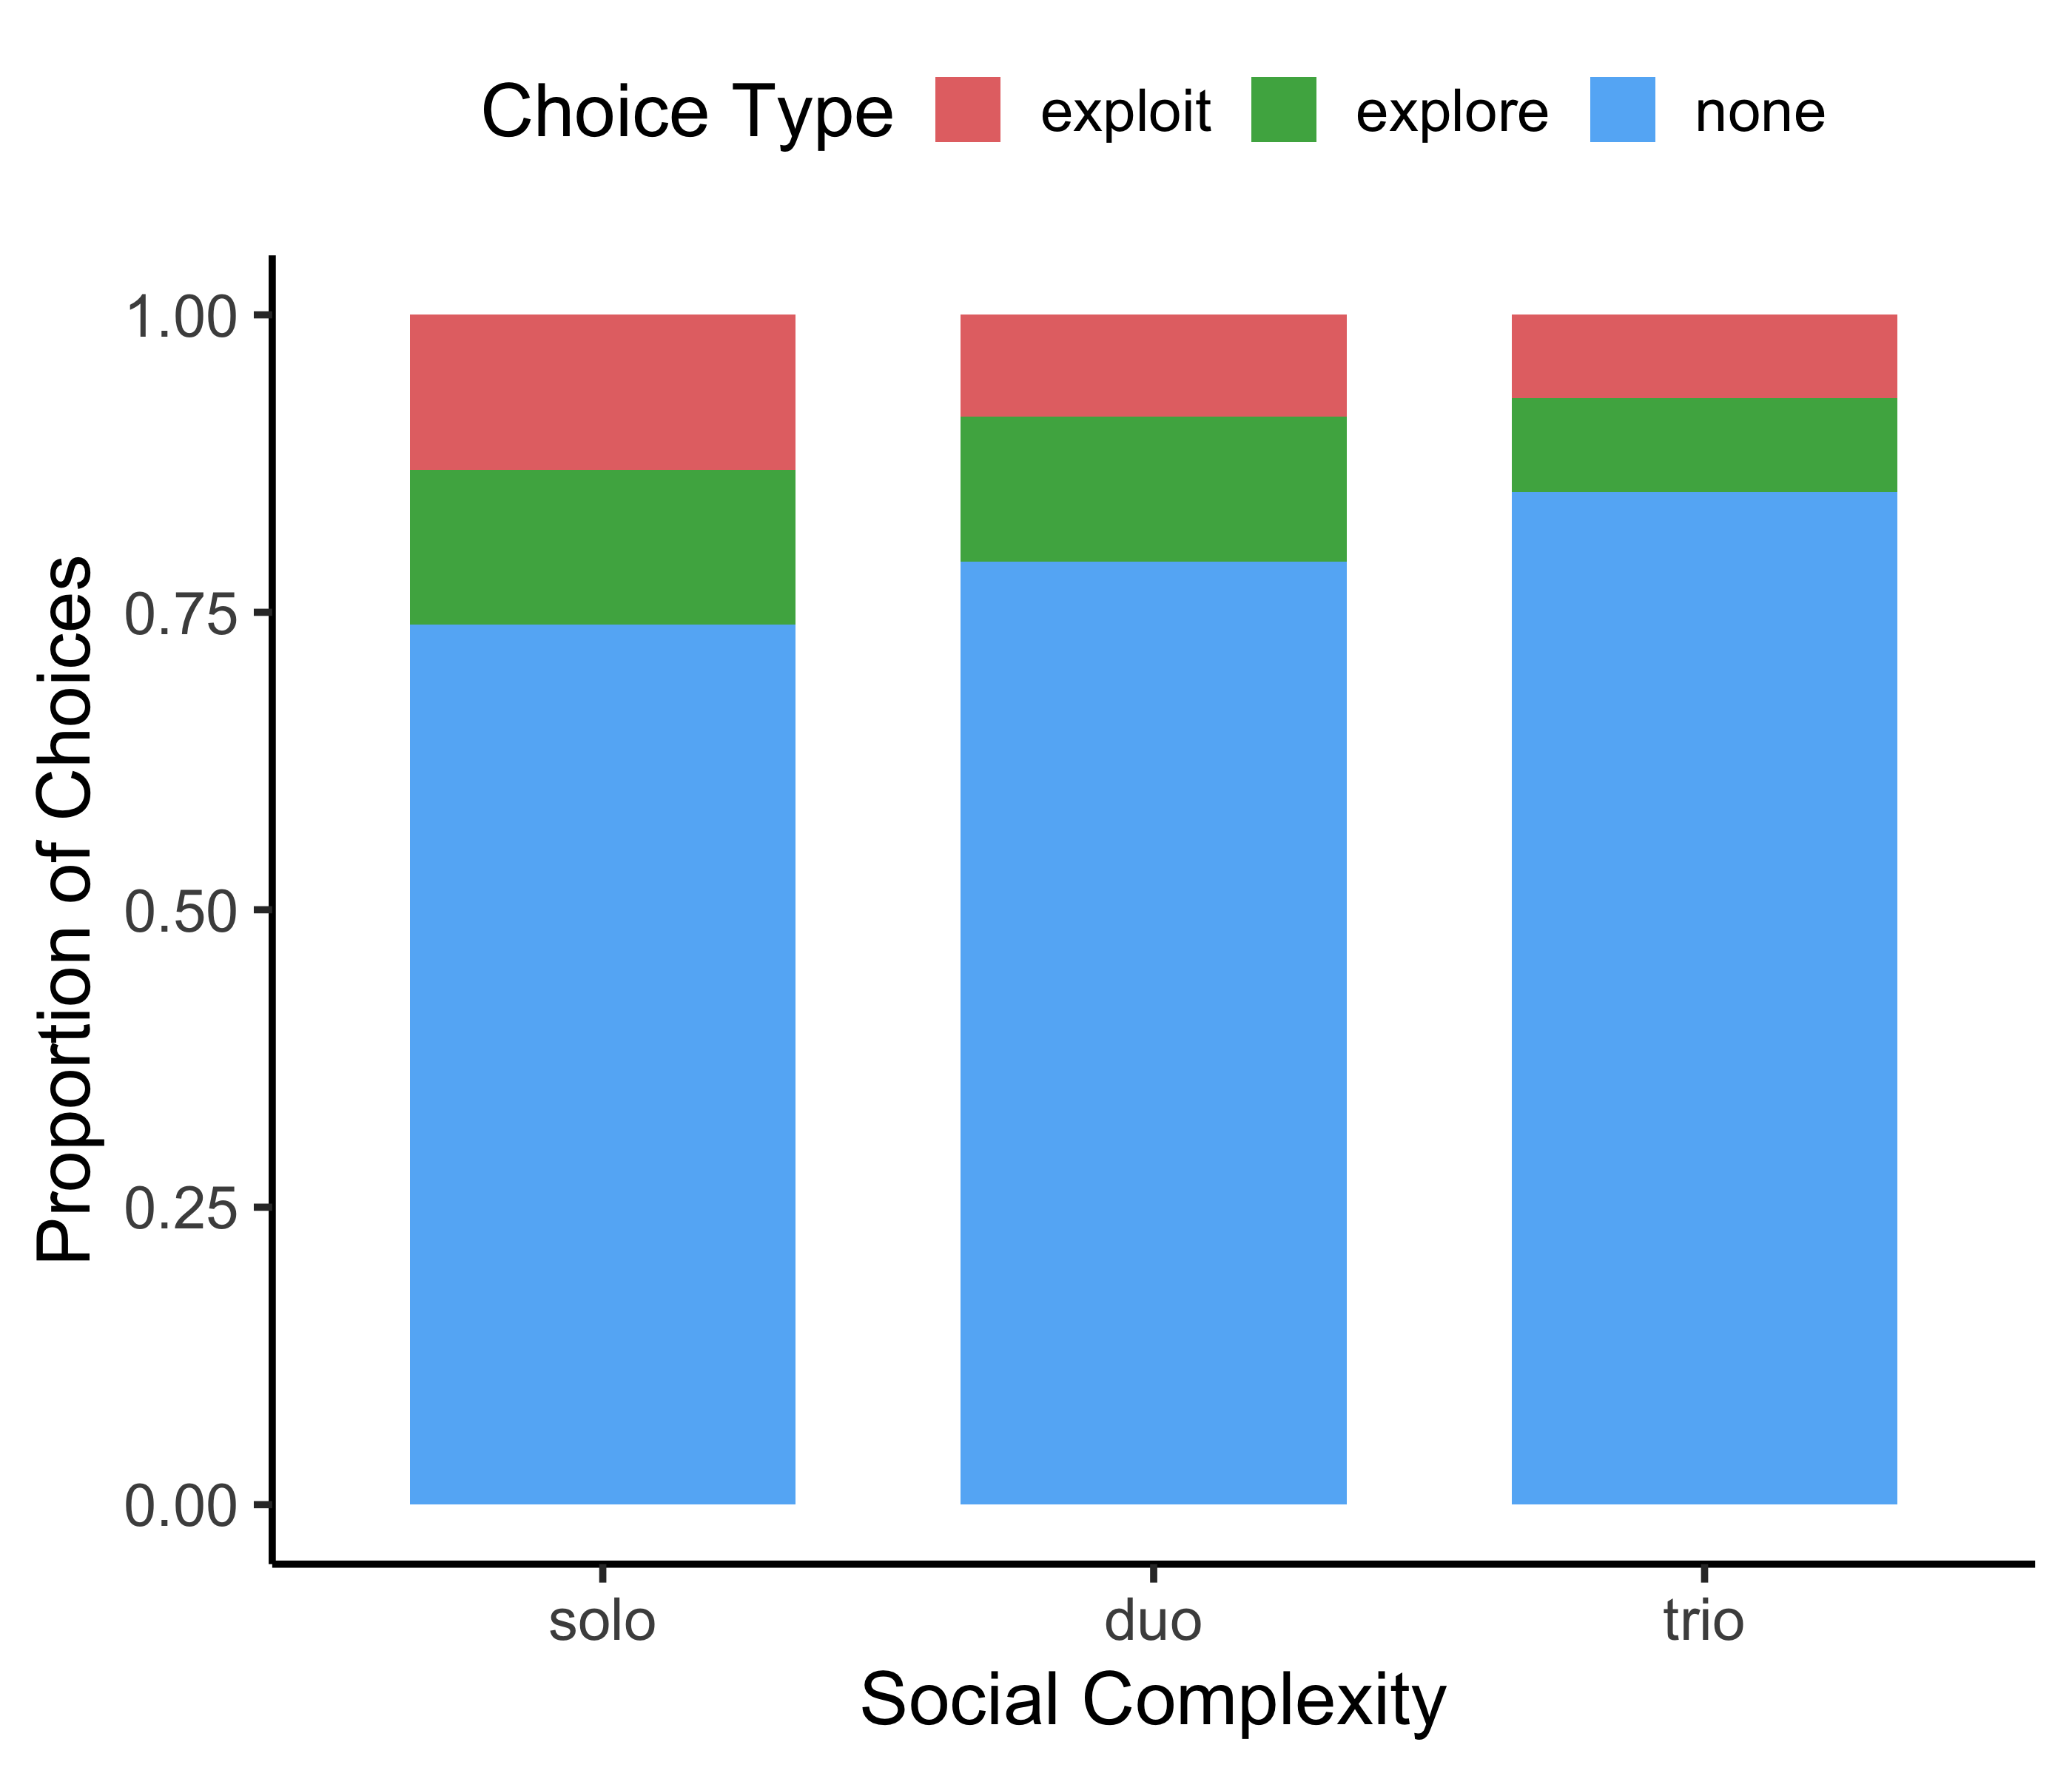 Choice Type exploit explore none
1.00
0.75
0.50
0.25
0.00
Proportion of Choices
solo duo trio
Social Complexity